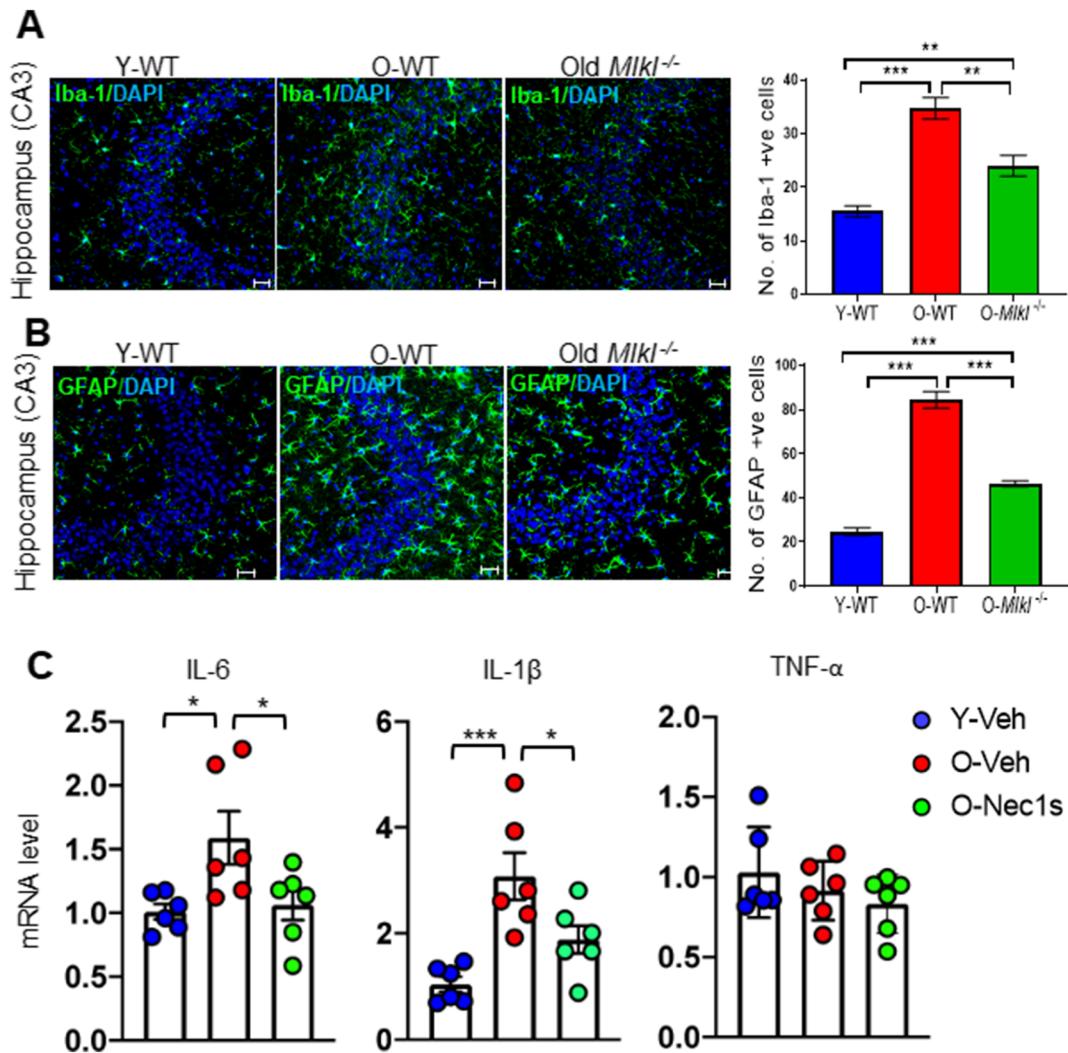 A
Y-WT
O-WT
Old Mlkl-/-
Hippocampus (CA3)
Iba-1/DAPI
Iba-1/DAPI
Iba-1/DAPI
** 
*** **
No. of Iba-1 +ve cells
40
30
20
10
0
Y-WT O-WT O-Mlkl -/-
B
Y-WT
O-WT
Old Mlkl-/-
Hippocampus (CA3)
GFAP/DAPI
GFAP/DAPI
GFAP/DAPI
***
*** ***
No. of GFAP +ve cells
100
80
60
40
20
0
Y-WT O-WT O-Mlkl -/-
C
IL-6
* *
mRNA level
2.5
2.0
1.5
1.0
0.5
0.0
IL-1β
*** *
6
4
2
0
TNF-α
2.0
1.5
1.0
0.5
0.0
Y-Veh
O-Veh
O-Nec1s